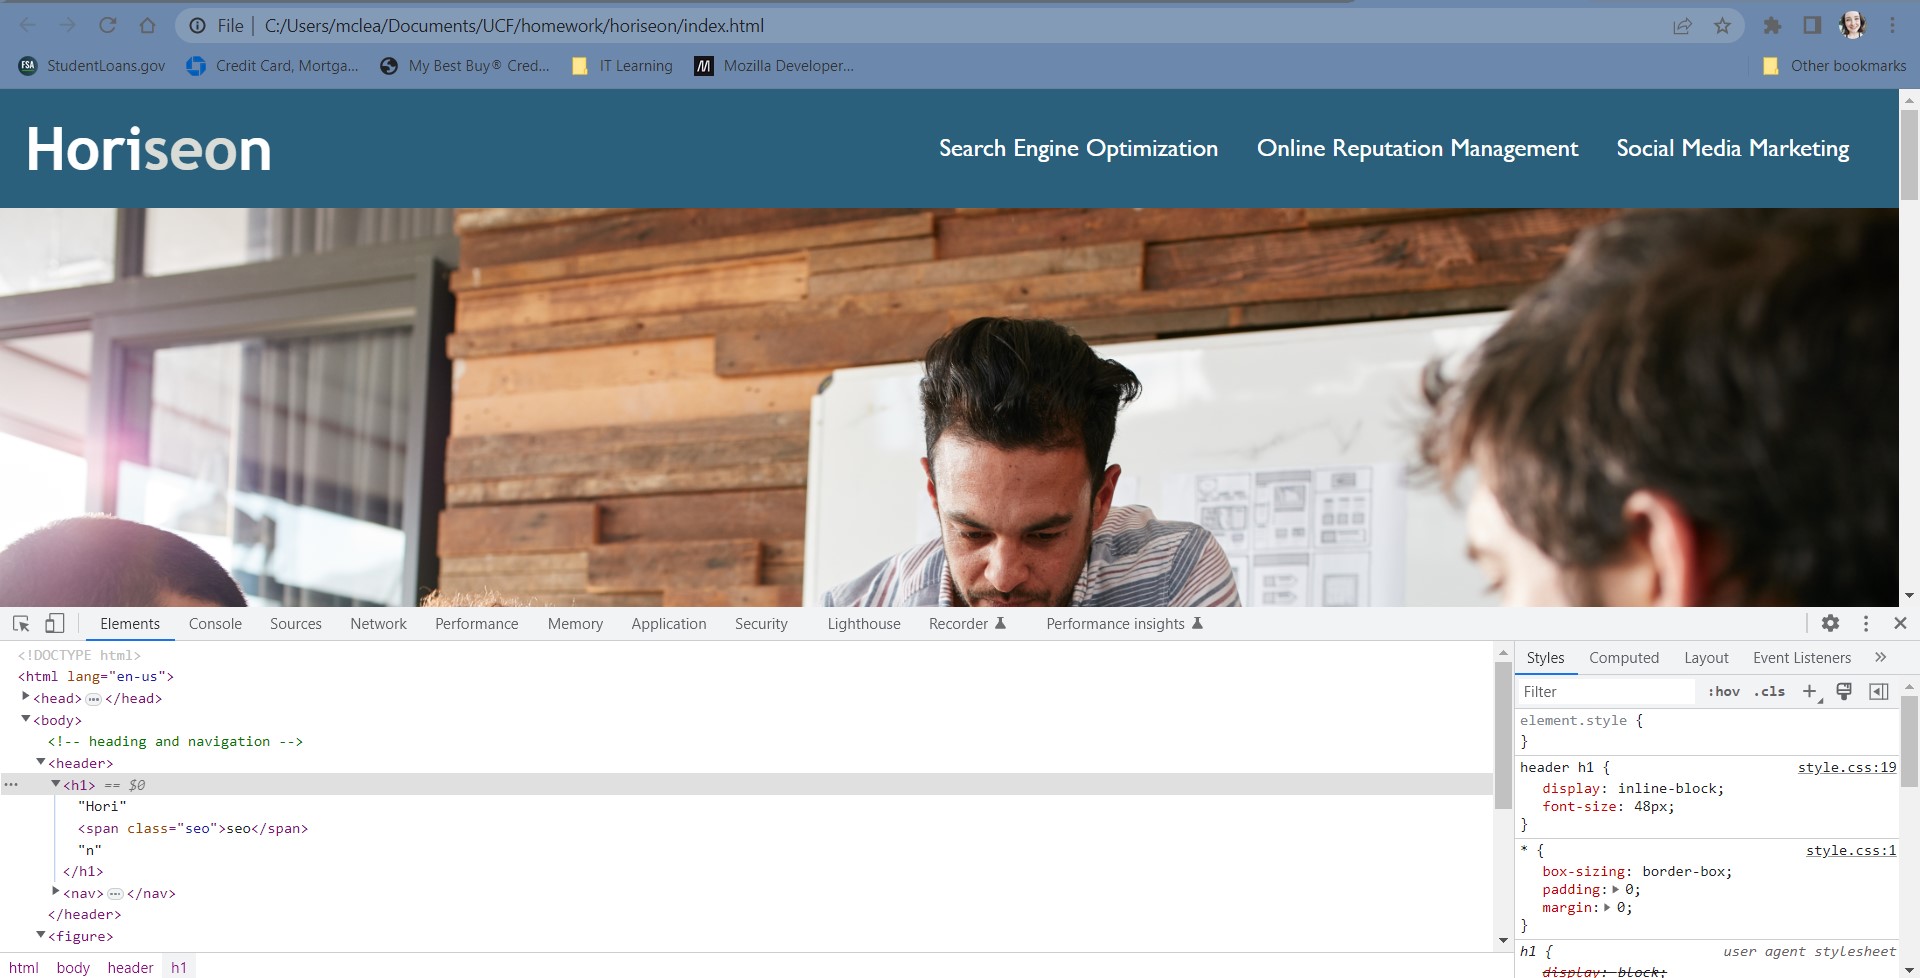 File | C:/Users/mclea/Documents/UCF/homework/horiseon/index.html
FSA StudentLoans.gov Credit Card, Mortga... My Best Buy® Cred... IT Learning M Mozilla Developer... Other bookmarks
Horiseon Search Engine Optimization Online Reputation Management Social Media Marketing
Elements Console Sources Network Performance Memory Application Security Lighthouse Recorder Performance insights
<!DOCTYPE html>
<html lang="en-us">
<head> ••• </head>
<body>
<!-- heading and navigation -->
<header>
••• <h1> == $0
"Hori"
<span class="seo">seo</span>
"n"
</h1>
<nav> ••• </nav>
</header>
<figure>
html body header h1
Styles Computed Layout Event Listeners »
Filter :hov .cls +
element.style {
}
header h1 { style.css:19
display: inline-block;
font-size: 48px;
}
* { style.css:1
box-sizing: border-box;
padding: 0;
margin: 0;
}
h1 { user agent stylesheet
display: block;